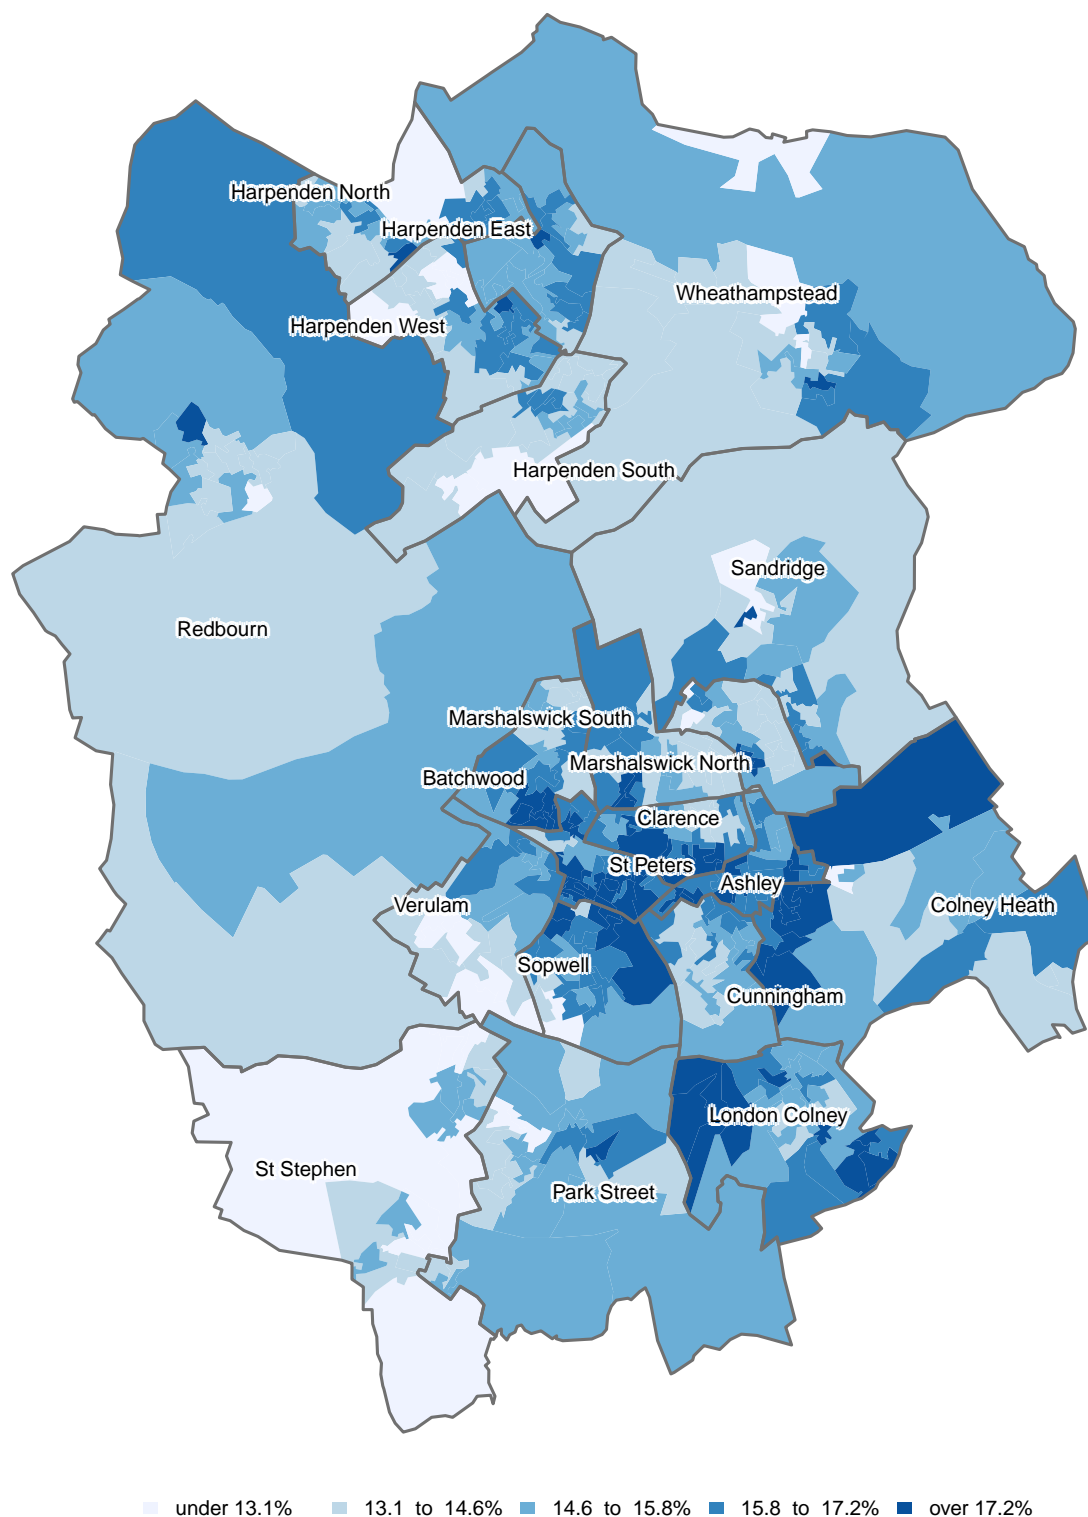 Harpenden North
Harpenden East
Wheathampstead
Harpenden West
Harpenden South
Sandridge
Redbourn
Marshalswick South
Marshalswick North
Batchwood
Clarence
St Peters
Ashley
Verulam
Colney Heath
Sopwell
Cunningham
London Colney
St Stephen
Park Street
under 13.1% 13.1 to 14.6% 14.6 to 15.8% 15.8 to 17.2% over 17.2%